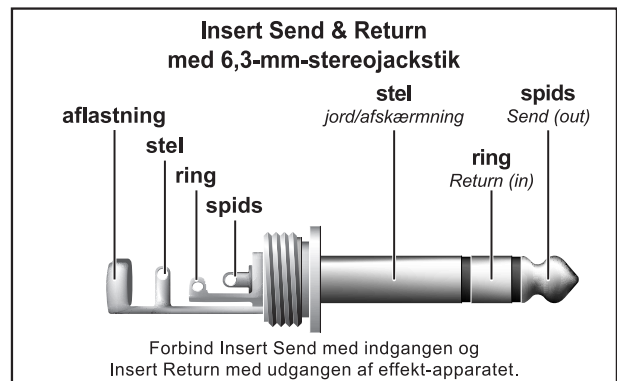 Insert Send & Return
med 6,3-mm-stereojackstik
aflastning
stel
ring
spids
stel
jord/afskærmning
ring
Return (in)
spids
Send (out)
Forbind Insert Send med indgangen og
Insert Return med udgangen af effekt-apparatet.